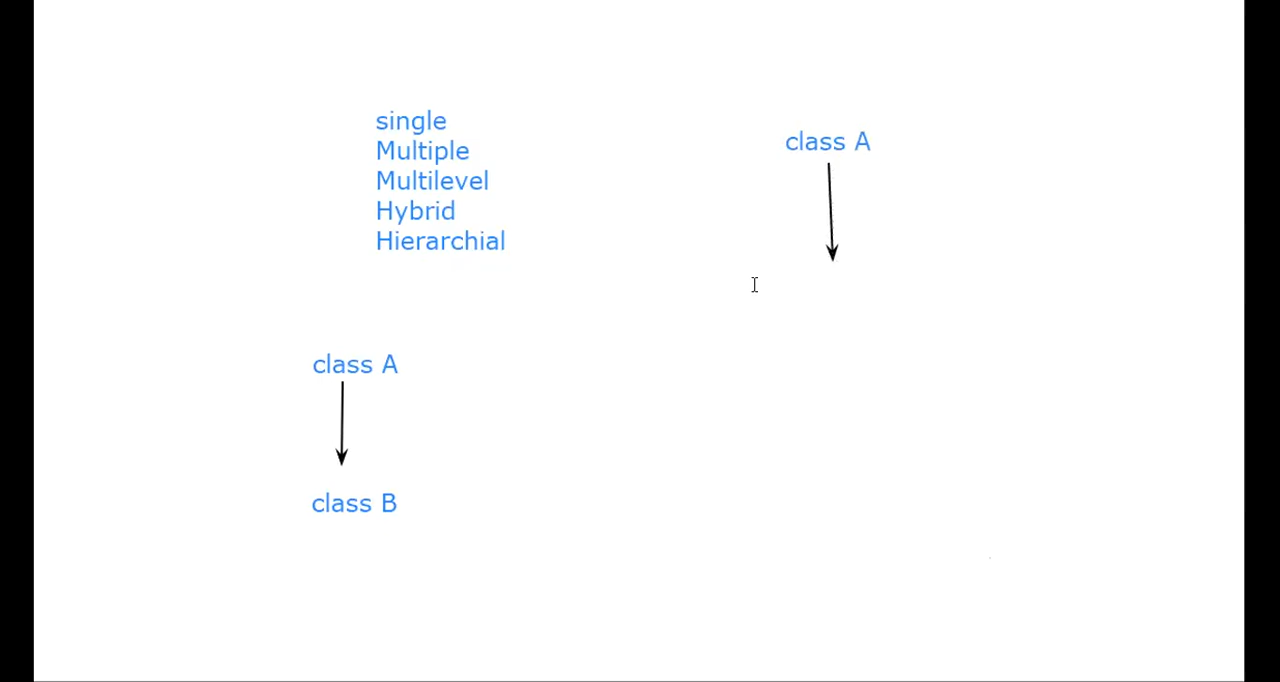 single
Multiple
Multilevel
Hybrid
Hierarchial
class A
class A
class B